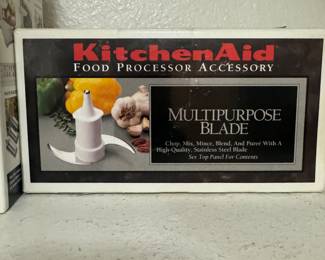 KitchenAid
FOOD PROCESSOR ACCESSORY
MULTIPURPOSE
BLADE
Chop, Mix, Mince, Blend, And Puree With A
High-Quality, Stainless Steel Blade
See Top Panel For Contents